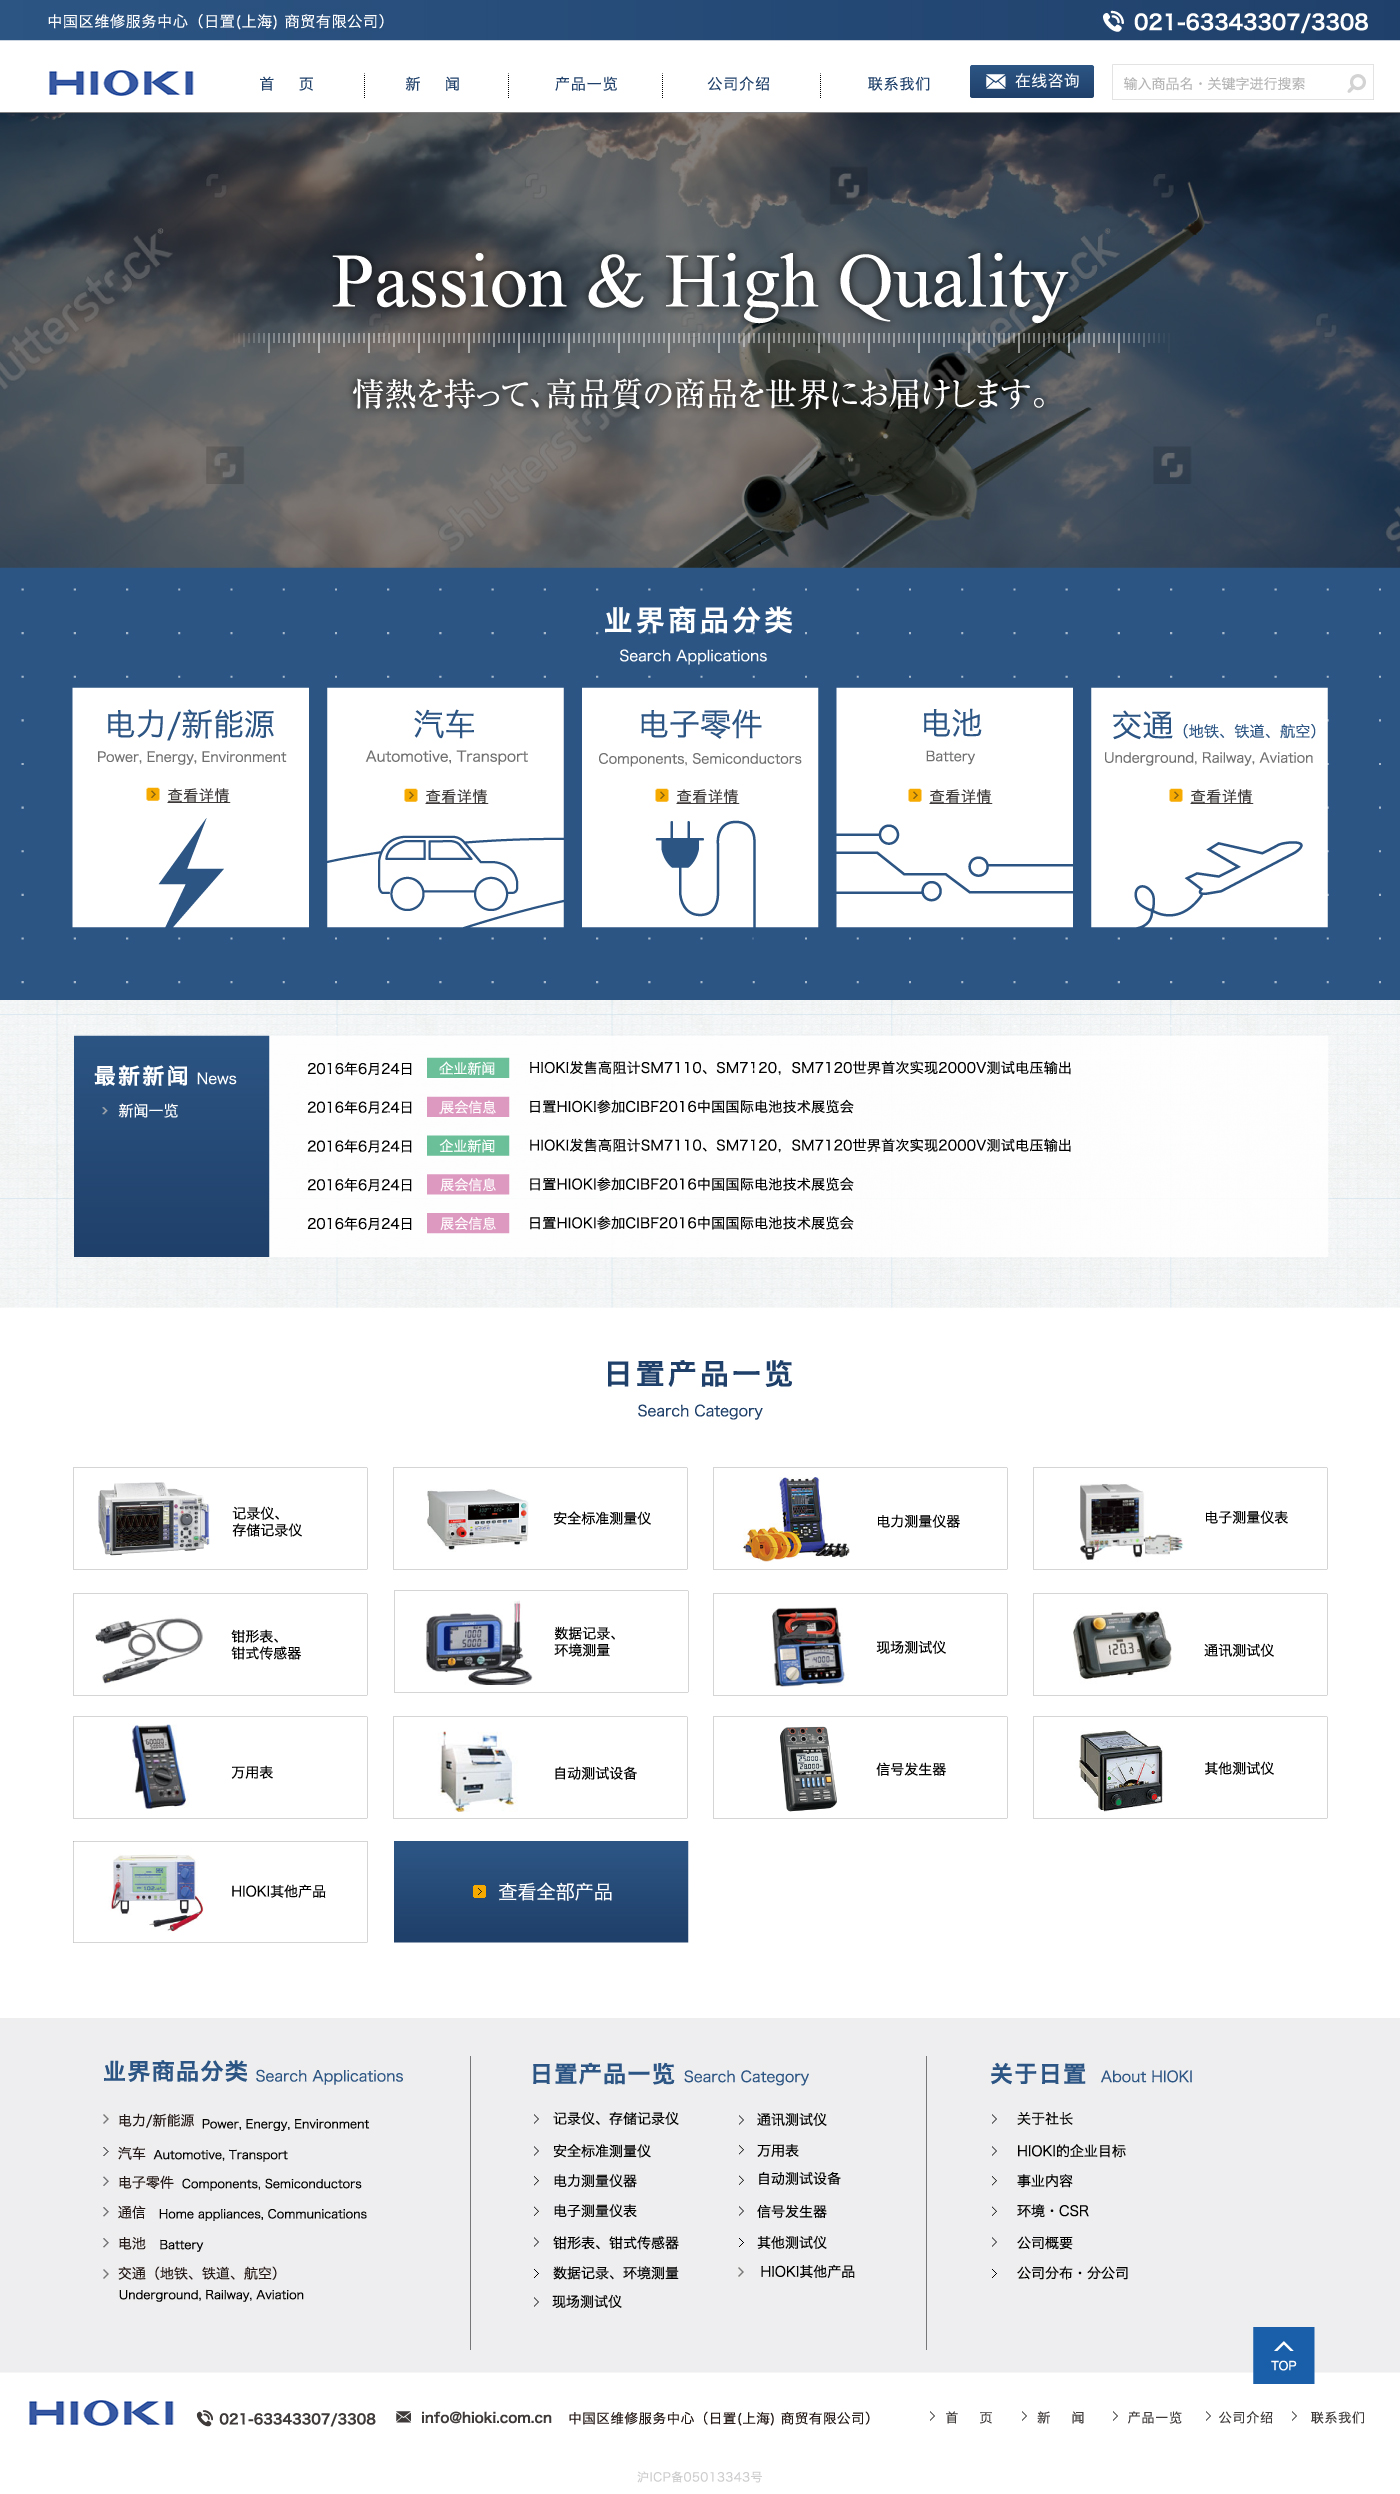 中国区维修服务中心（日置(上海) 商贸有限公司）
021-63343307/3308
HIOKI
首 页
新 闻
产品一览
公司介绍
联系我们
在线咨询
输入商品名・关键字进行搜索
shutterstock
shutterstock
shutterstock
Passion & High Quality
情熱を持って、高品質の商品を世界にお届けします。
业界商品分类
Search Applications
电力/新能源
Power, Energy, Environment
查看详情
汽车
Automotive, Transport
查看详情
电子零件
Components, Semiconductors
查看详情
电池
Battery
查看详情
交通（地铁、铁道、航空）
Underground, Railway, Aviation
查看详情
最新新闻 News
新闻一览
2016年6月24日 企业新闻 HIOKI发售高阻计SM7110、SM7120，SM7120世界首次实现2000V测试电压输出
2016年6月24日 展会信息 日置HIOKI参加CIBF2016中国国际电池技术展览会
2016年6月24日 企业新闻 HIOKI发售高阻计SM7110、SM7120，SM7120世界首次实现2000V测试电压输出
2016年6月24日 展会信息 日置HIOKI参加CIBF2016中国国际电池技术展览会
2016年6月24日 展会信息 日置HIOKI参加CIBF2016中国国际电池技术展览会
日置产品一览
Search Category
记录仪、
存储记录仪
安全标准测量仪
电力测量仪器
电子测量仪表
钳形表、
钳式传感器
数据记录、
环境测量
现场测试仪
通讯测试仪
万用表
自动测试设备
信号发生器
其他测试仪
HIOKI其他产品
查看全部产品
业界商品分类 Search Applications
电力/新能源 Power, Energy, Environment
汽车 Automotive, Transport
电子零件 Components, Semiconductors
通信 Home appliances, Communications
电池 Battery
交通（地铁、铁道、航空）
Underground, Railway, Aviation
日置产品一览 Search Category
记录仪、存储记录仪
安全标准测量仪
电力测量仪器
电子测量仪表
钳形表、钳式传感器
数据记录、环境测量
现场测试仪
通讯测试仪
万用表
自动测试设备
信号发生器
其他测试仪
HIOKI其他产品
关于日置 About HIOKI
关于社长
HIOKI的企业目标
事业内容
环境・CSR
公司概要
公司分布・分公司
TOP
HIOKI
021-63343307/3308
info@hioki.com.cn
中国区维修服务中心（日置(上海) 商贸有限公司）
首 页
新 闻
产品一览
公司介绍
联系我们
沪ICP备05013343号